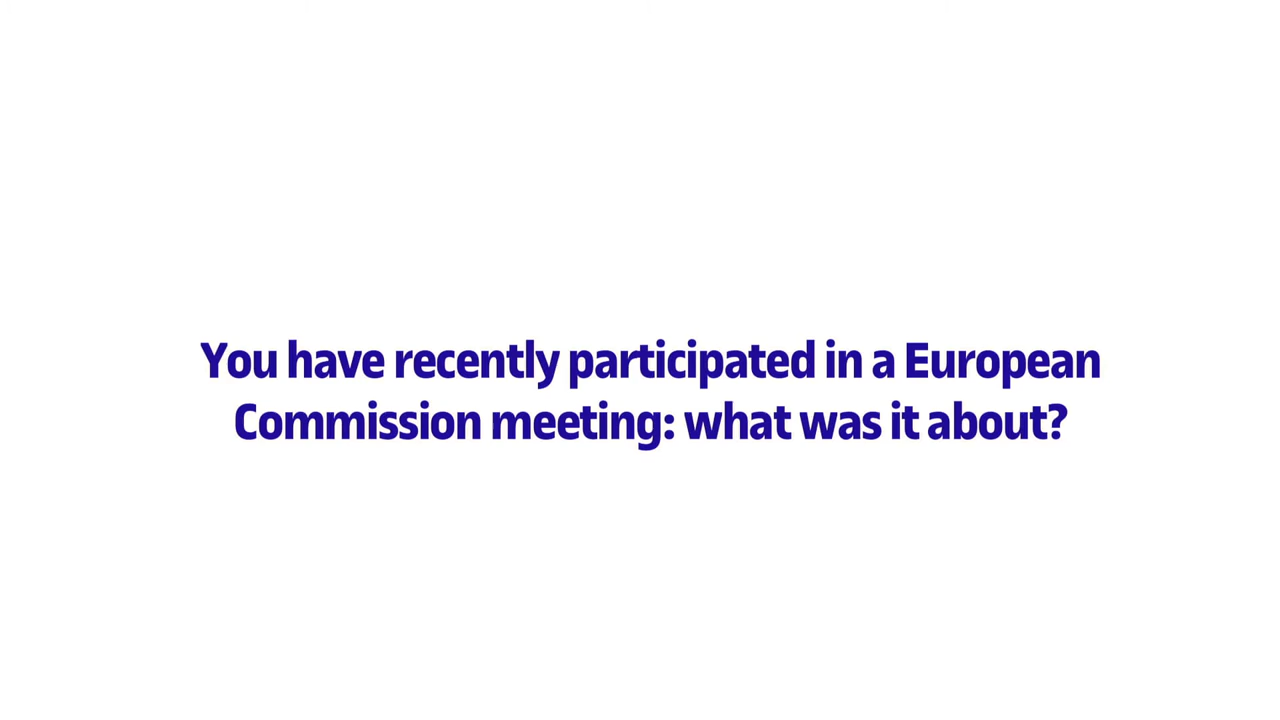 You have recently participated in a European
Commission meeting: what was it about?